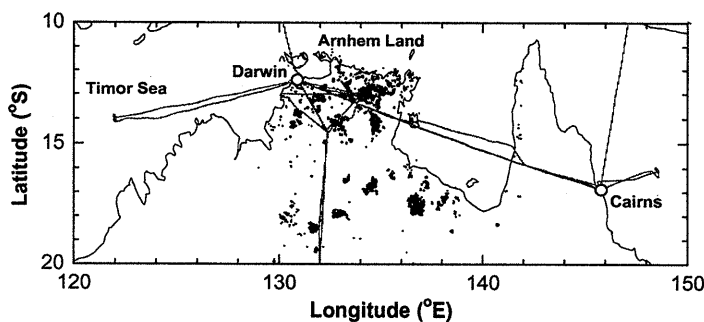 10
Arnhem Land
Darwin
Timor Sea
15
Cairns
20
120
130
140
150
Latitude (°S)
Longitude (°E)